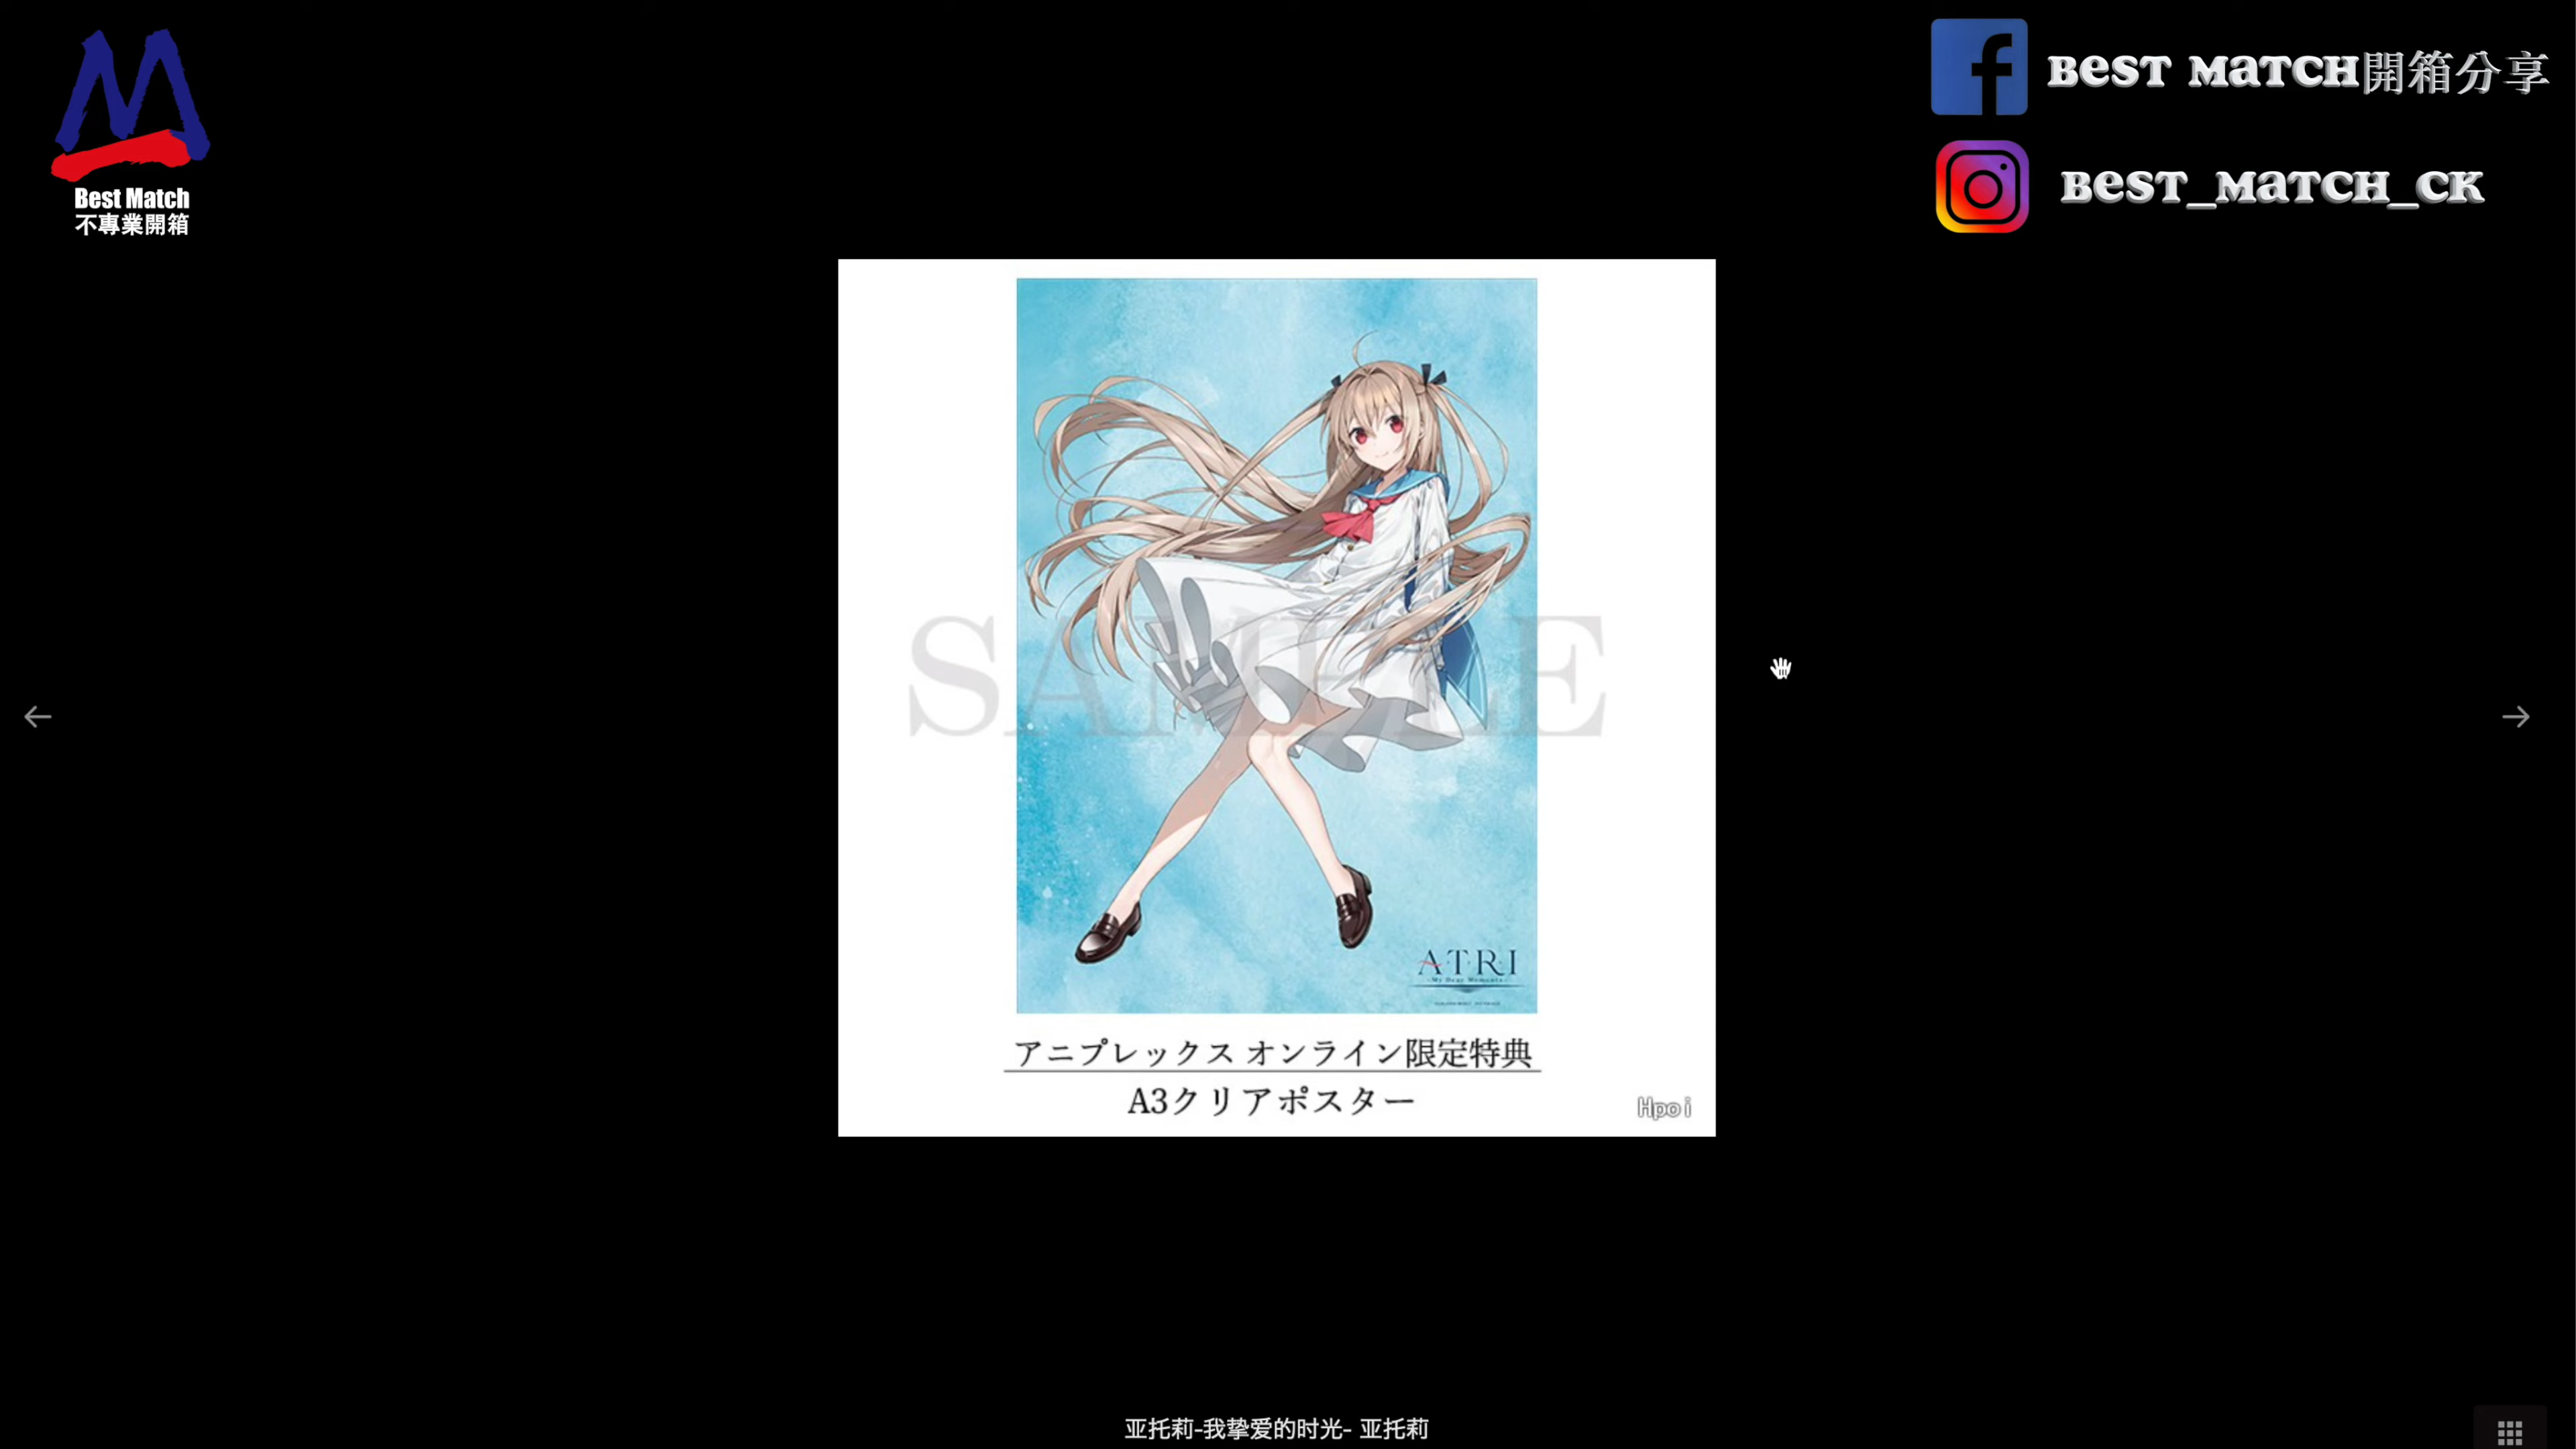 Best Match
不專業開箱
BEST MATCH開箱分享
BEST_MATCH_CK
SAMPLE
ATRI
-My Dear Moments-
アニプレックス オンライン限定特典
A3クリアポスター
Hpoi
亚托莉-我挚爱的时光- 亚托莉